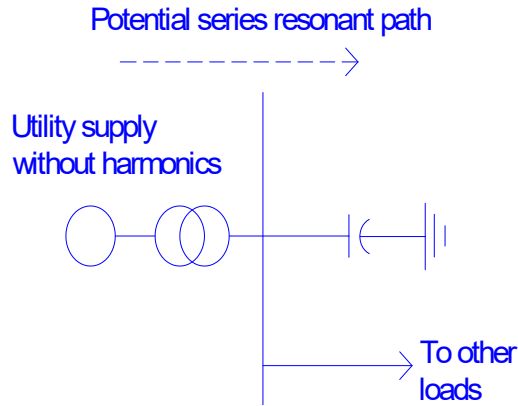 Potential series resonant path
Utility supply
without harmonics
To other
loads